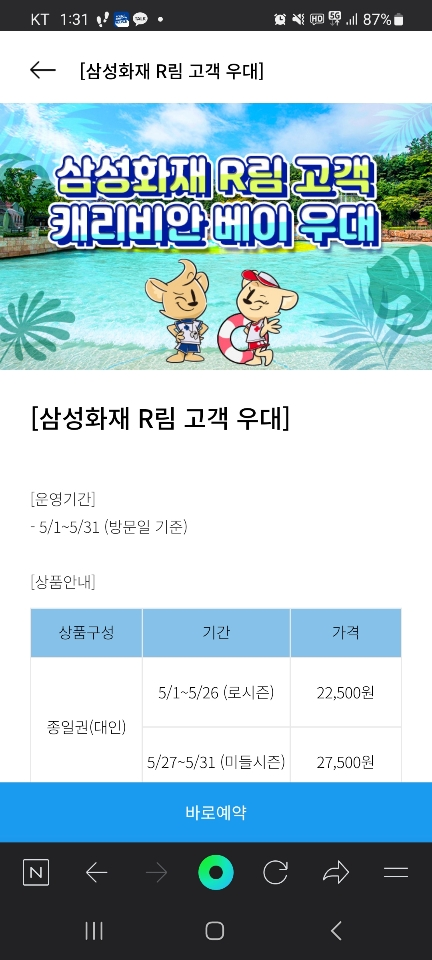 KT 1:31 TALK 5G HD 87%
[삼성화재 R림 고객 우대]
삼성화재 R림 고객
캐리비안 베이 우대
[삼성화재 R림 고객 우대]
[운영기간]
- 5/1~5/31 (방문일 기준)
[상품안내]
상품구성 기간 가격
5/1~5/26 (로시즌) 22,500원
종일권(대인)
5/27~5/31 (미들시즌) 27,500원
바로예약
N